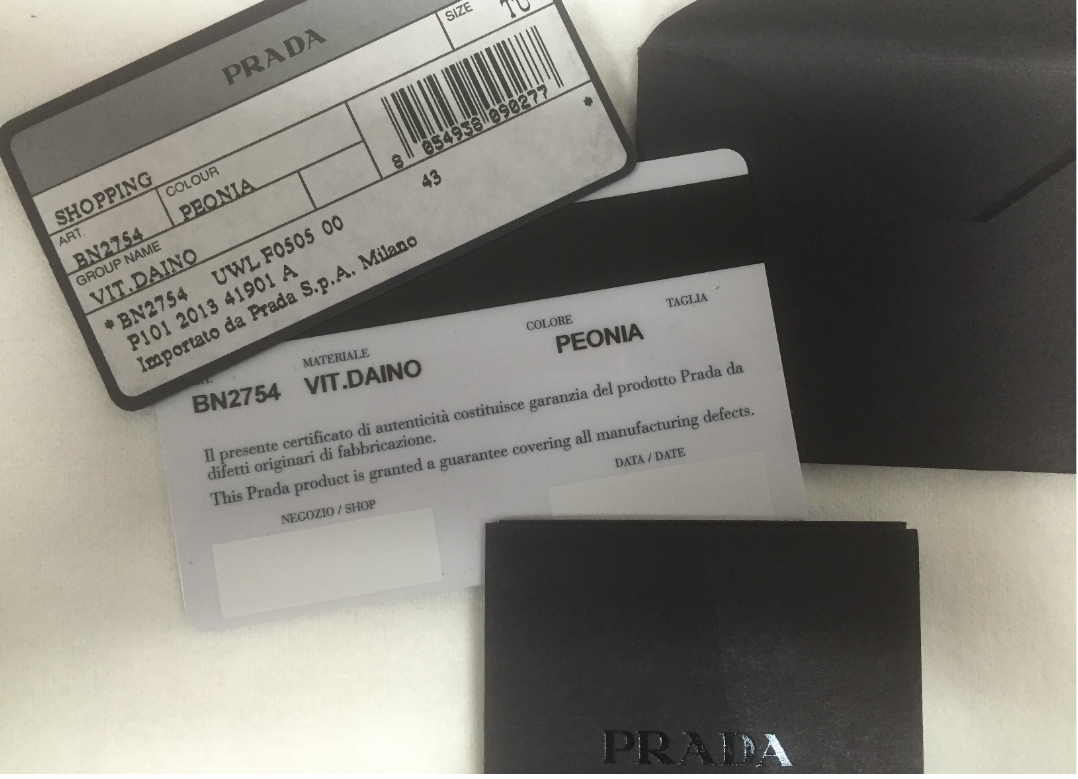 PRADA
SIZE
TU
8 054938 090277
*
SHOPPING
COLOUR
PEONIA
ART.
BN2754
GROUP NAME
VIT.DAINO
43
*BN2754 UWL F0505 00
P101 2013 41901 A
Importato da Prada S.p.A. Milano
MATERIALE
COLORE
TAGLIA
BN2754
VIT.DAINO
PEONIA
Il presente certificato di autenticità costituisce garanzia del prodotto Prada da
difetti originari di fabbricazione.
This Prada product is granted a guarantee covering all manufacturing defects.
NEGOZIO / SHOP
DATA / DATE
PRADA